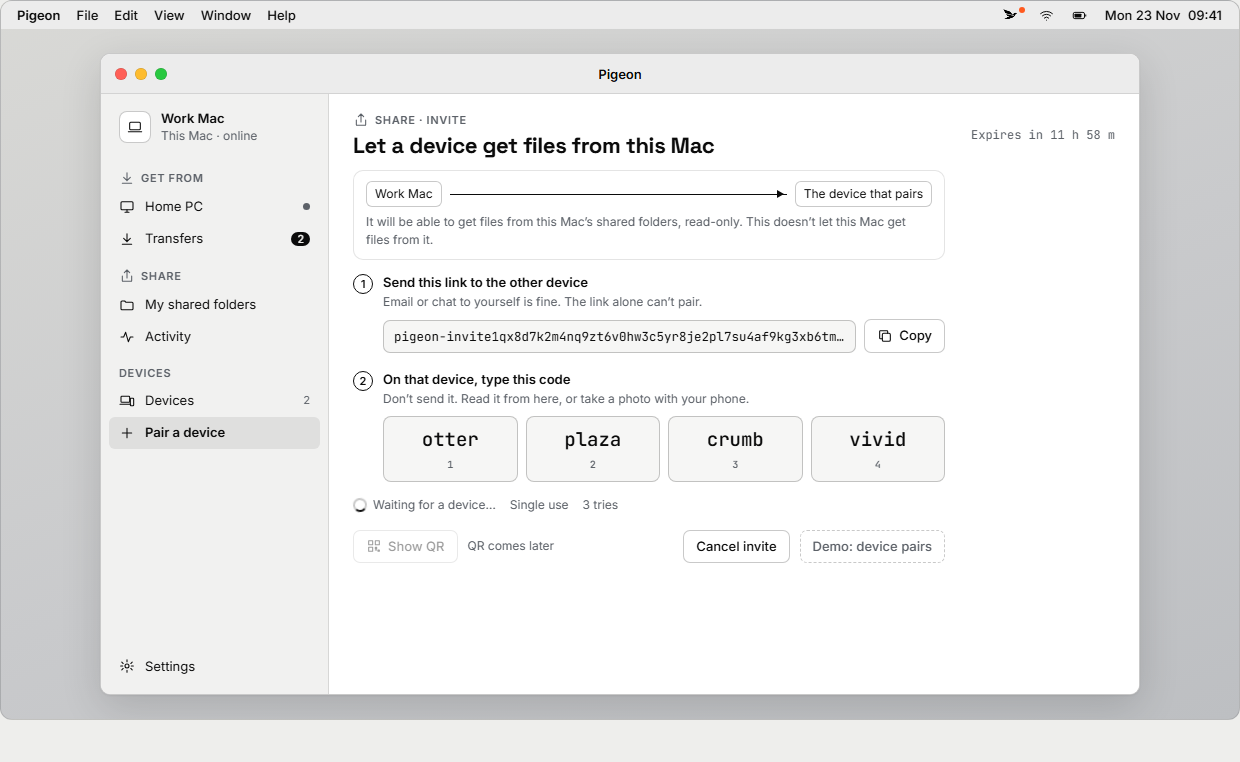 Pigeon File Edit View Window Help Mon 23 Nov 09:41
Pigeon
Work Mac
This Mac · online
GET FROM
Home PC
Transfers 2
SHARE
My shared folders
Activity
DEVICES
Devices 2
Pair a device
Settings
SHARE · INVITE
Let a device get files from this Mac
Expires in 11 h 58 m
Work Mac The device that pairs
It will be able to get files from this Mac’s shared folders, read-only. This doesn’t let this Mac get
files from it.
1 Send this link to the other device
Email or chat to yourself is fine. The link alone can’t pair.
pigeon-invite1qx8d7k2m4nq9zt6v0hw3c5yr8je2pl7su4af9kg3xb6tm… Copy
2 On that device, type this code
Don’t send it. Read it from here, or take a photo with your phone.
otter plaza crumb vivid
1 2 3 4
Waiting for a device… Single use 3 tries
Show QR QR comes later Cancel invite Demo: device pairs